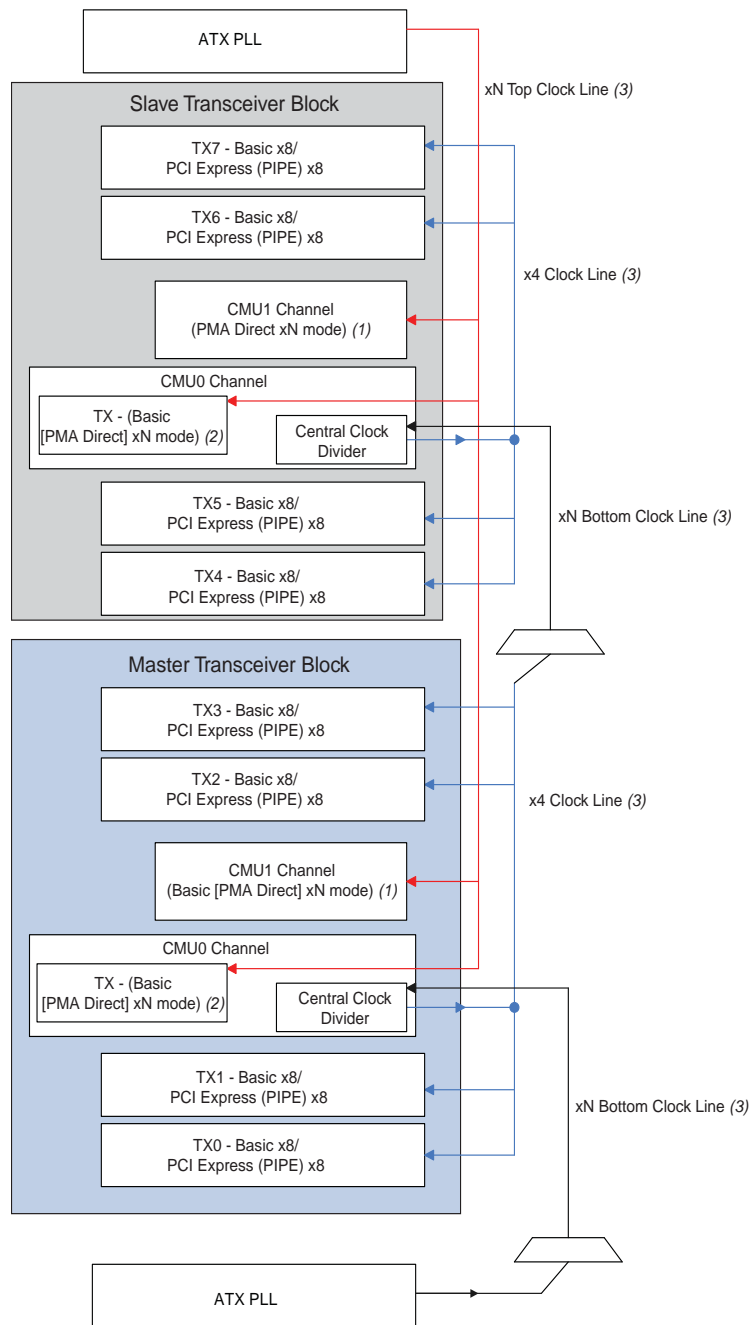 ATX PLL
xN Top Clock Line (3)
Slave Transceiver Block
TX7 - Basic x8/
PCI Express (PIPE) x8
TX6 - Basic x8/
PCI Express (PIPE) x8
x4 Clock Line (3)
CMU1 Channel
(PMA Direct xN mode) (1)
CMU0 Channel
TX - (Basic
[PMA Direct] xN mode) (2)
Central Clock
Divider
xN Bottom Clock Line (3)
TX5 - Basic x8/
PCI Express (PIPE) x8
TX4 - Basic x8/
PCI Express (PIPE) x8
Master Transceiver Block
TX3 - Basic x8/
PCI Express (PIPE) x8
TX2 - Basic x8/
PCI Express (PIPE) x8
x4 Clock Line (3)
CMU1 Channel
(Basic [PMA Direct] xN mode) (1)
CMU0 Channel
TX - (Basic
[PMA Direct] xN mode) (2)
Central Clock
Divider
TX1 - Basic x8/
PCI Express (PIPE) x8
xN Bottom Clock Line (3)
TX0 - Basic x8/
PCI Express (PIPE) x8
ATX PLL